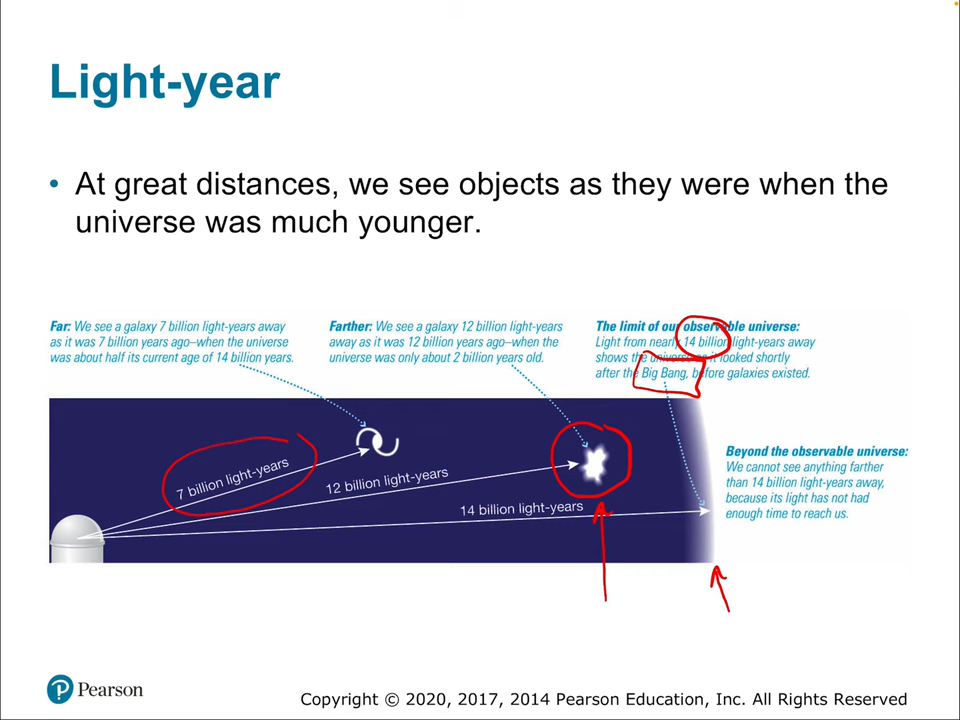 Light-year
• At great distances, we see objects as they were when the
universe was much younger.
Far: We see a galaxy 7 billion light-years away
as it was 7 billion years ago–when the universe
was about half its current age of 14 billion years.
Farther: We see a galaxy 12 billion light-years
away as it was 12 billion years ago–when the
universe was only about 2 billion years old.
The limit of our observable universe:
Light from nearly 14 billion light-years away
shows the universe as it looked shortly
after the Big Bang, before galaxies existed.
7 billion light-years
12 billion light-years
14 billion light-years
Beyond the observable universe:
We cannot see anything farther
than 14 billion light-years away,
because its light has not had
enough time to reach us.
P Pearson
Copyright © 2020, 2017, 2014 Pearson Education, Inc. All Rights Reserved